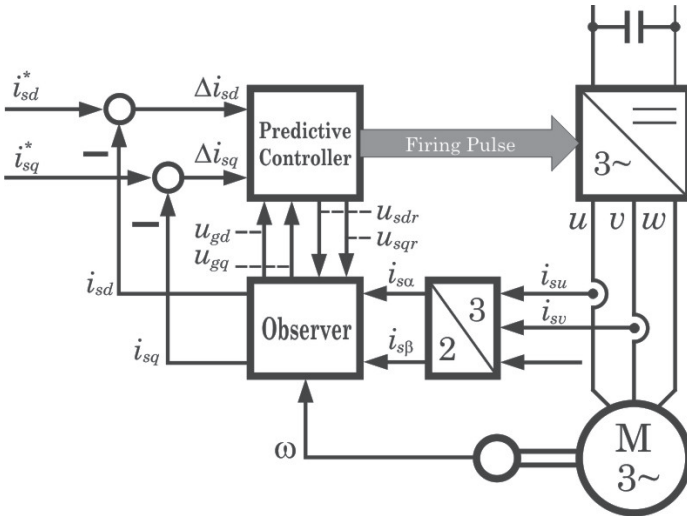 i*sd
Δisd
i*sq
Δisq
Predictive
Controller
Firing Pulse
3~
u v w
ugd
ugq
usdr
usqr
isd
isq
Observer
isα
isβ
3
2
isu
isv
ω
M
3~